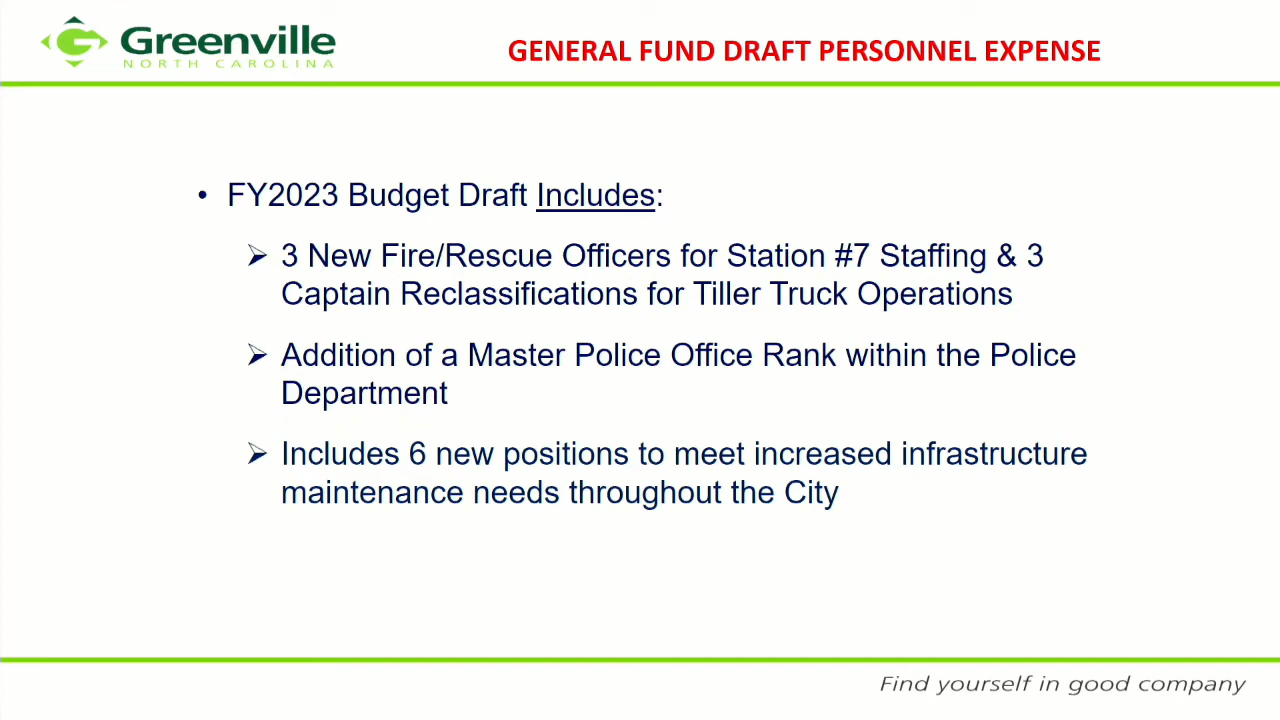 Greenville
NORTH CAROLINA
GENERAL FUND DRAFT PERSONNEL EXPENSE
• FY2023 Budget Draft Includes:
➢ 3 New Fire/Rescue Officers for Station #7 Staffing & 3
Captain Reclassifications for Tiller Truck Operations
➢ Addition of a Master Police Office Rank within the Police
Department
➢ Includes 6 new positions to meet increased infrastructure
maintenance needs throughout the City
Find yourself in good company